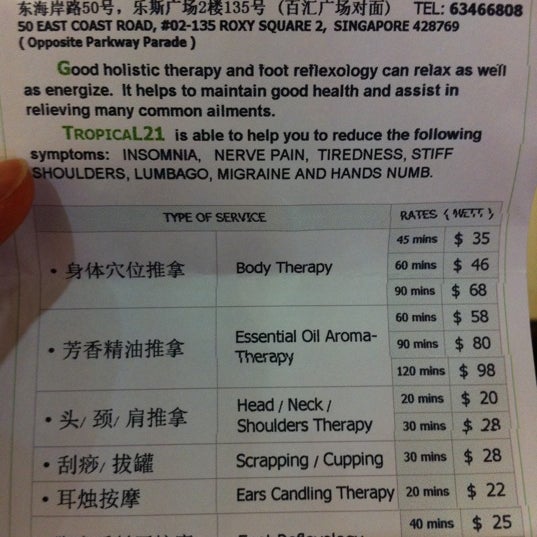 东海岸路50号，乐斯广场2楼135号（百汇广场对面） TEL: 63466808
50 EAST COAST ROAD, #02-135 ROXY SQUARE 2, SINGAPORE 428769
( Opposite Parkway Parade )
Good holistic therapy and foot reflexology can relax as well
as energize. It helps to maintain good health and assist in
relieving many common ailments.
TROPICAL21 is able to help you to reduce the following
symptoms: INSOMNIA, NERVE PAIN, TIREDNESS, STIFF
SHOULDERS, LUMBAGO, MIGRAINE AND HANDS NUMB.
TYPE OF SERVICE RATES ( NETT )
• 身体穴位推拿 Body Therapy 45 mins $ 35
60 mins $ 46
90 mins $ 68
• 芳香精油推拿 Essential Oil Aroma-
Therapy 60 mins $ 58
90 mins $ 80
120 mins $ 98
• 头/ 颈/ 肩推拿 Head / Neck /
Shoulders Therapy 20 mins $ 20
30 mins $ 28
• 刮痧/ 拔罐 Scrapping / Cupping 30 mins $ 28
• 耳烛按摩 Ears Candling Therapy 20 mins $ 22
40 mins $ 25